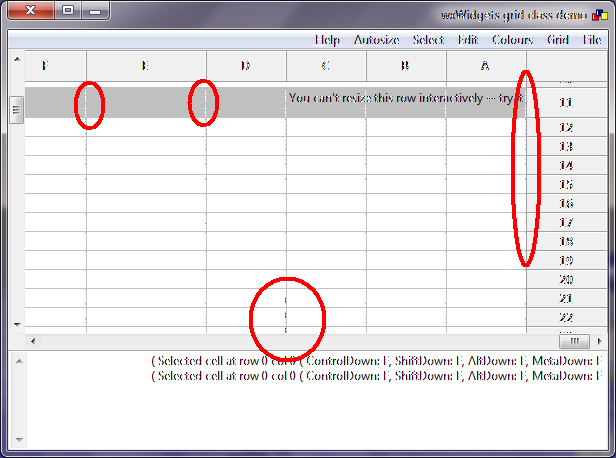 wxWidgets grid class demo
Help Autosize Select Edit Colours Grid File
F E D C B A
You can't resize this row interactively -- try it 11
12
13
14
15
16
17
18
19
20
21
22
( Selected cell at row 0 col 0 ( ControlDown: F, ShiftDown: F, AltDown: F, MetaDown: F
( Selected cell at row 0 col 0 ( ControlDown: F, ShiftDown: F, AltDown: F, MetaDown: F